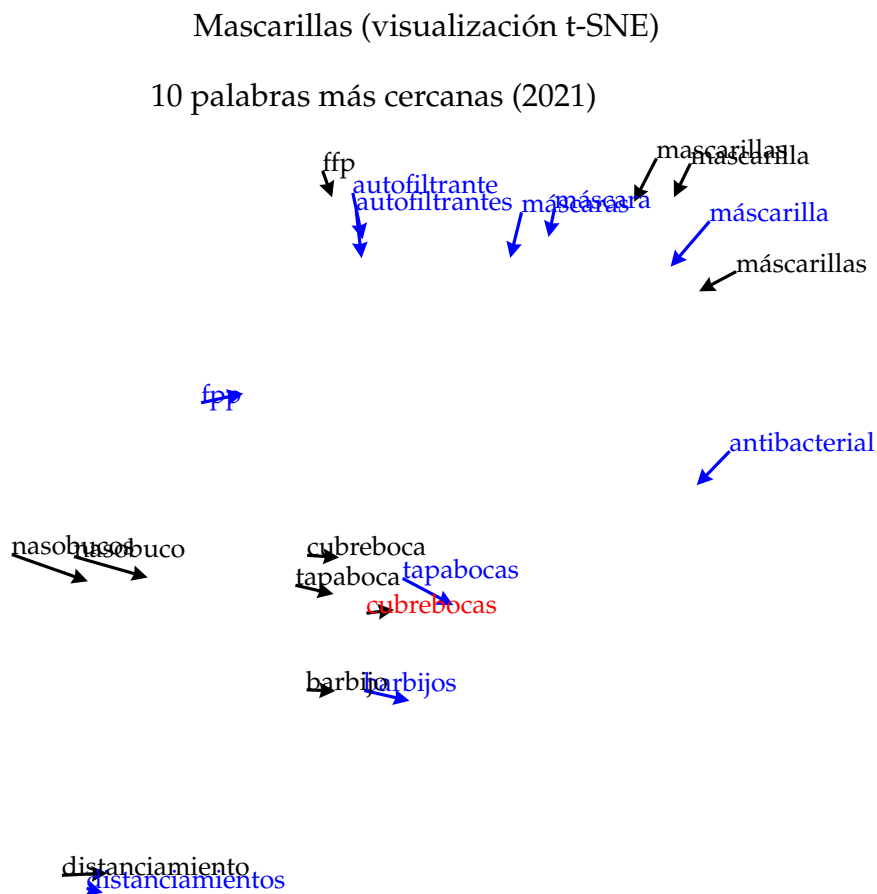 Mascarillas (visualización t-SNE)
10 palabras más cercanas (2021)
mascarillas
mascarilla
ffp
autofiltrante
autofiltrantes
máscaras
máscara
máscarilla
máscarillas
fpp
antibacterial
nasobucos
nasobuco
cubreboca
tapaboca
tapabocas
cubrebocas
barbijo
barbijos
distanciamiento
distanciamientos